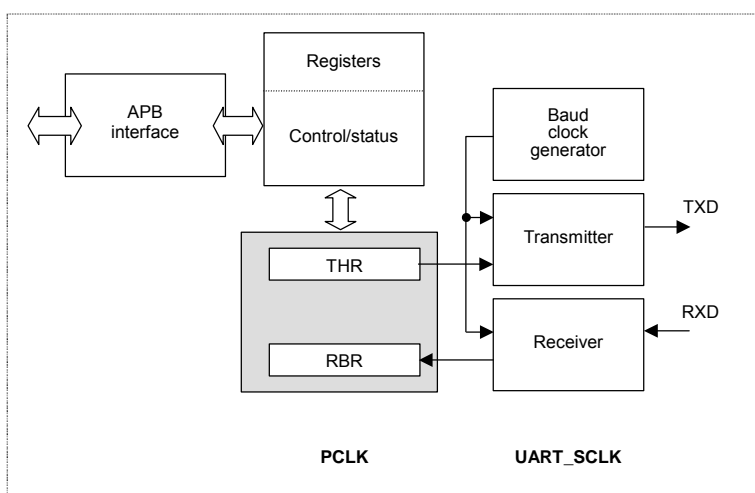 Registers
APB
interface
Control/status
Baud
clock
generator
TXD
Transmitter
THR
RXD
Receiver
RBR
PCLK
UART_SCLK